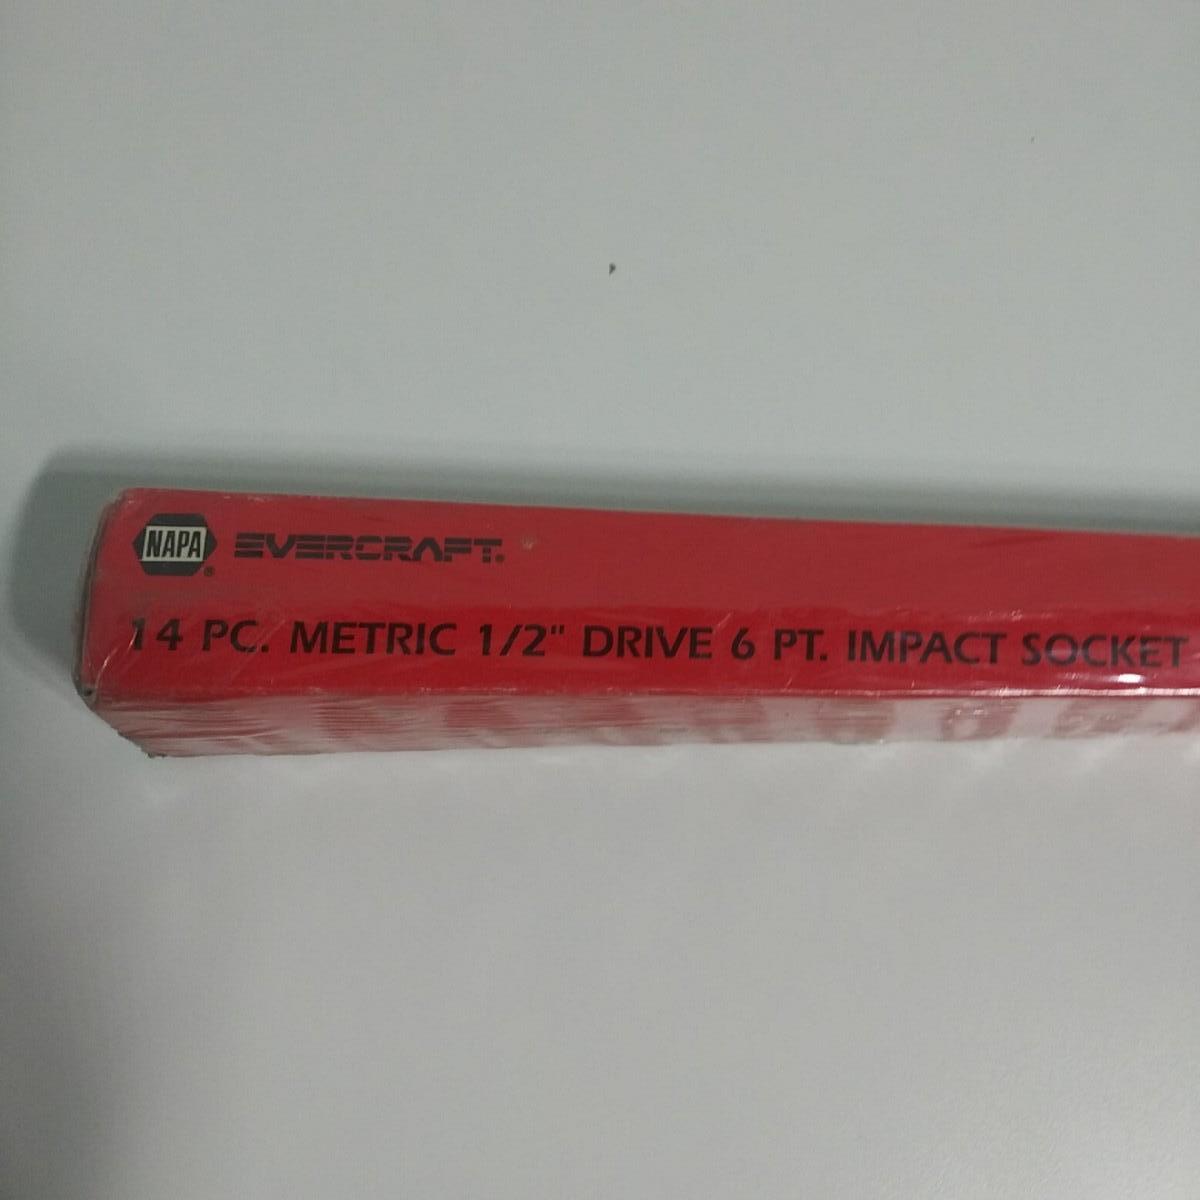 NAPA® EVERCRAFT®
14 PC. METRIC 1/2" DRIVE 6 PT. IMPACT SOCKET